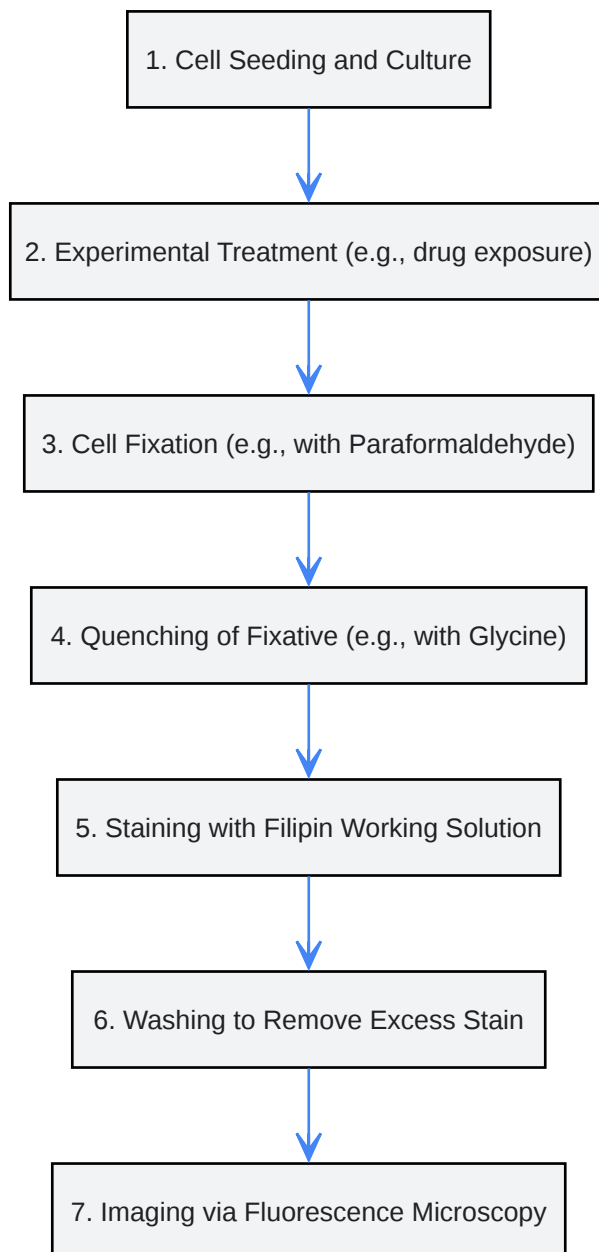 1. Cell Seeding and Culture
2. Experimental Treatment (e.g., drug exposure)
3. Cell Fixation (e.g., with Paraformaldehyde)
4. Quenching of Fixative (e.g., with Glycine)
5. Staining with Filipin Working Solution
6. Washing to Remove Excess Stain
7. Imaging via Fluorescence Microscopy